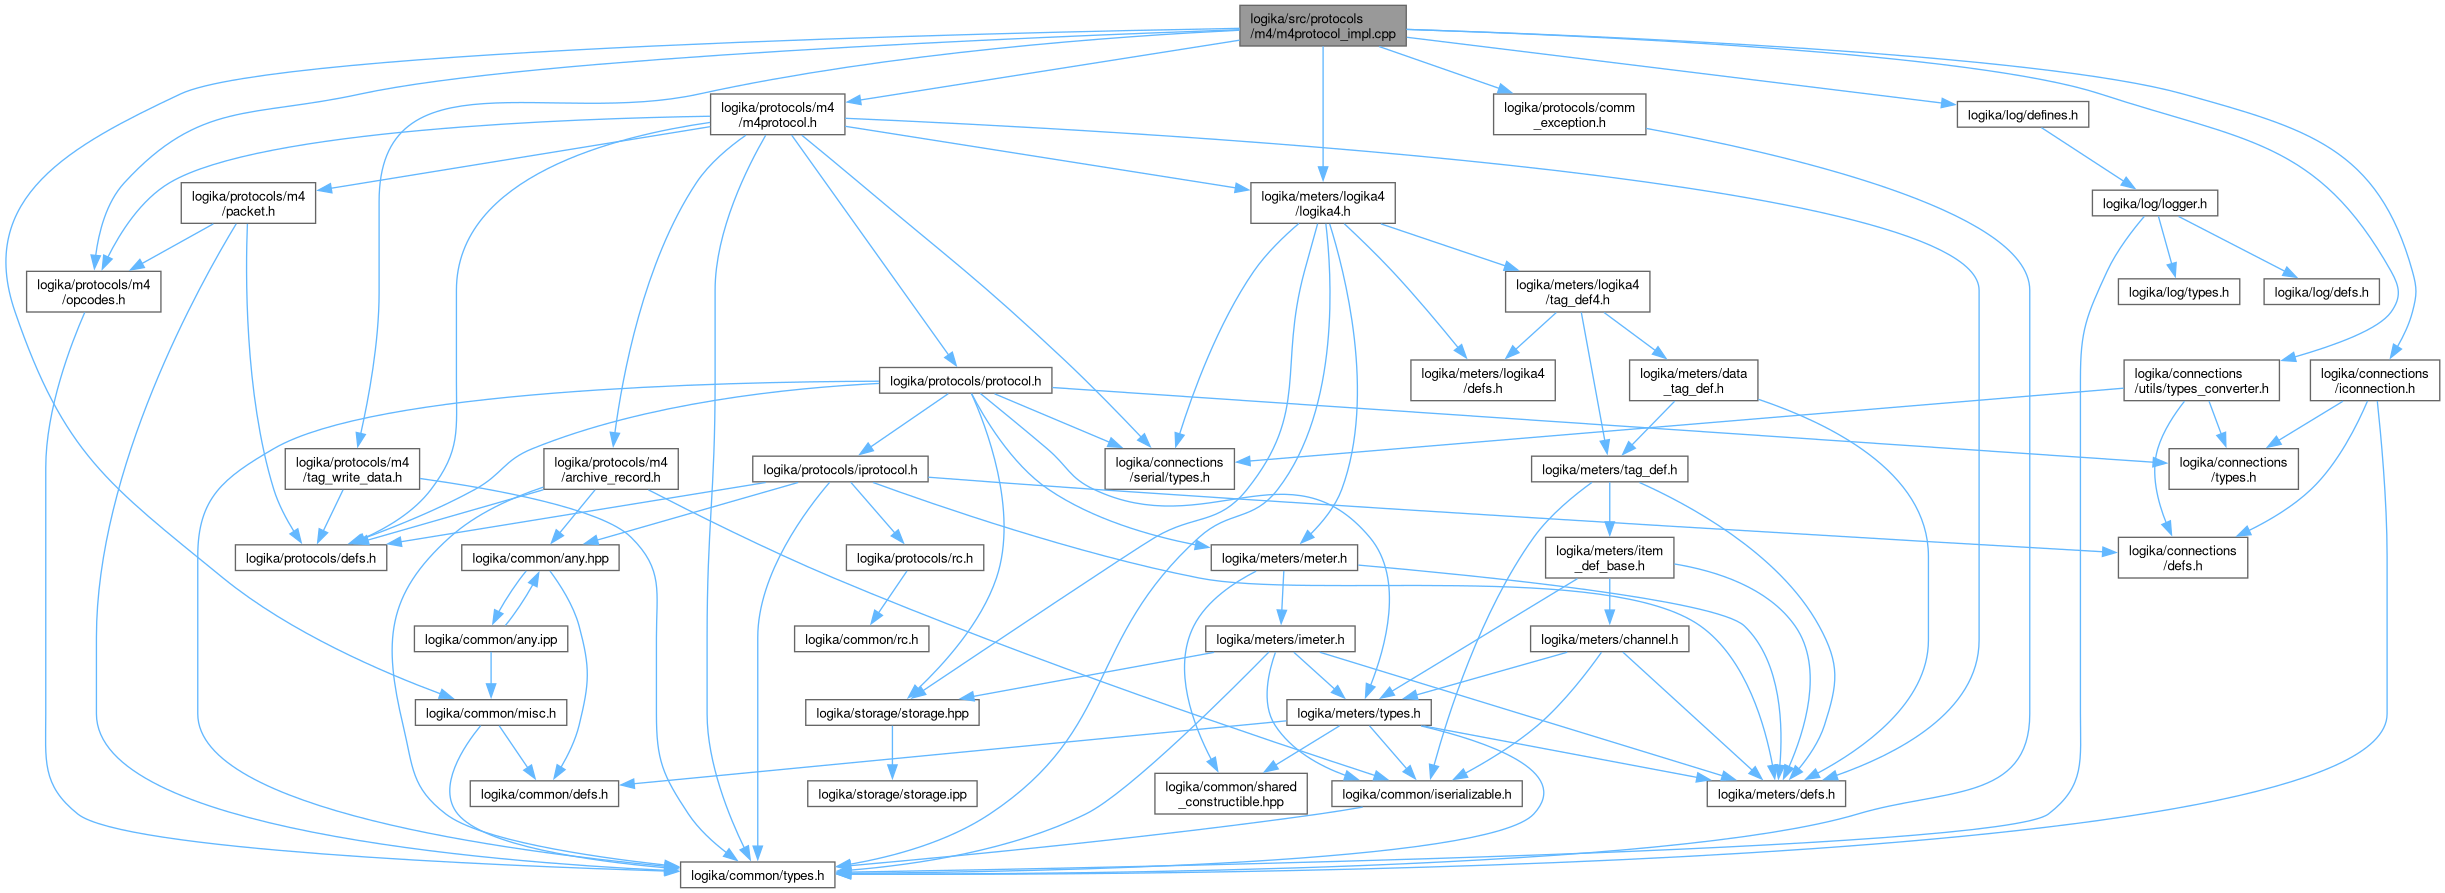 logika/src/protocols
/m4/m4protocol_impl.cpp
logika/protocols/m4
/m4protocol.h
logika/protocols/comm
_exception.h
logika/log/defines.h
logika/protocols/m4
/packet.h
logika/meters/logika4
/logika4.h
logika/log/logger.h
logika/protocols/m4
/opcodes.h
logika/meters/logika4
/tag_def4.h
logika/log/types.h
logika/log/defs.h
logika/protocols/protocol.h
logika/meters/logika4
/defs.h
logika/meters/data
_tag_def.h
logika/connections
/utils/types_converter.h
logika/connections
/iconnection.h
logika/protocols/m4
/tag_write_data.h
logika/protocols/m4
/archive_record.h
logika/protocols/iprotocol.h
logika/connections
/serial/types.h
logika/meters/tag_def.h
logika/connections
/types.h
logika/protocols/defs.h
logika/common/any.hpp
logika/protocols/rc.h
logika/meters/meter.h
logika/meters/item
_def_base.h
logika/connections
/defs.h
logika/common/any.ipp
logika/common/rc.h
logika/meters/imeter.h
logika/meters/channel.h
logika/common/misc.h
logika/storage/storage.hpp
logika/meters/types.h
logika/common/defs.h
logika/storage/storage.ipp
logika/common/shared
_constructible.hpp
logika/common/iserializable.h
logika/meters/defs.h
logika/common/types.h